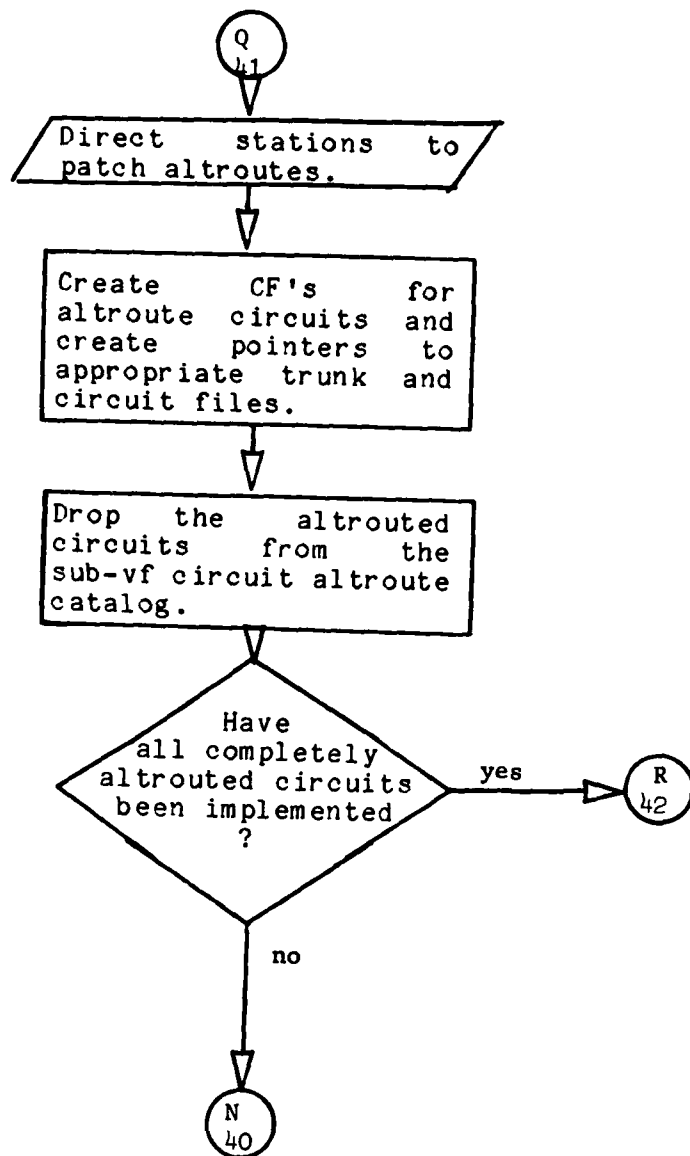 Q
41
Direct stations to
patch altroutes.
Create CF's for
altroute circuits and
create pointers to
appropriate trunk and
circuit files.
Drop the altrouted
circuits from the
sub-vf circuit altroute
catalog.
Have
all completely
altrouted circuits
been implemented
?
yes
R
42
no
N
40